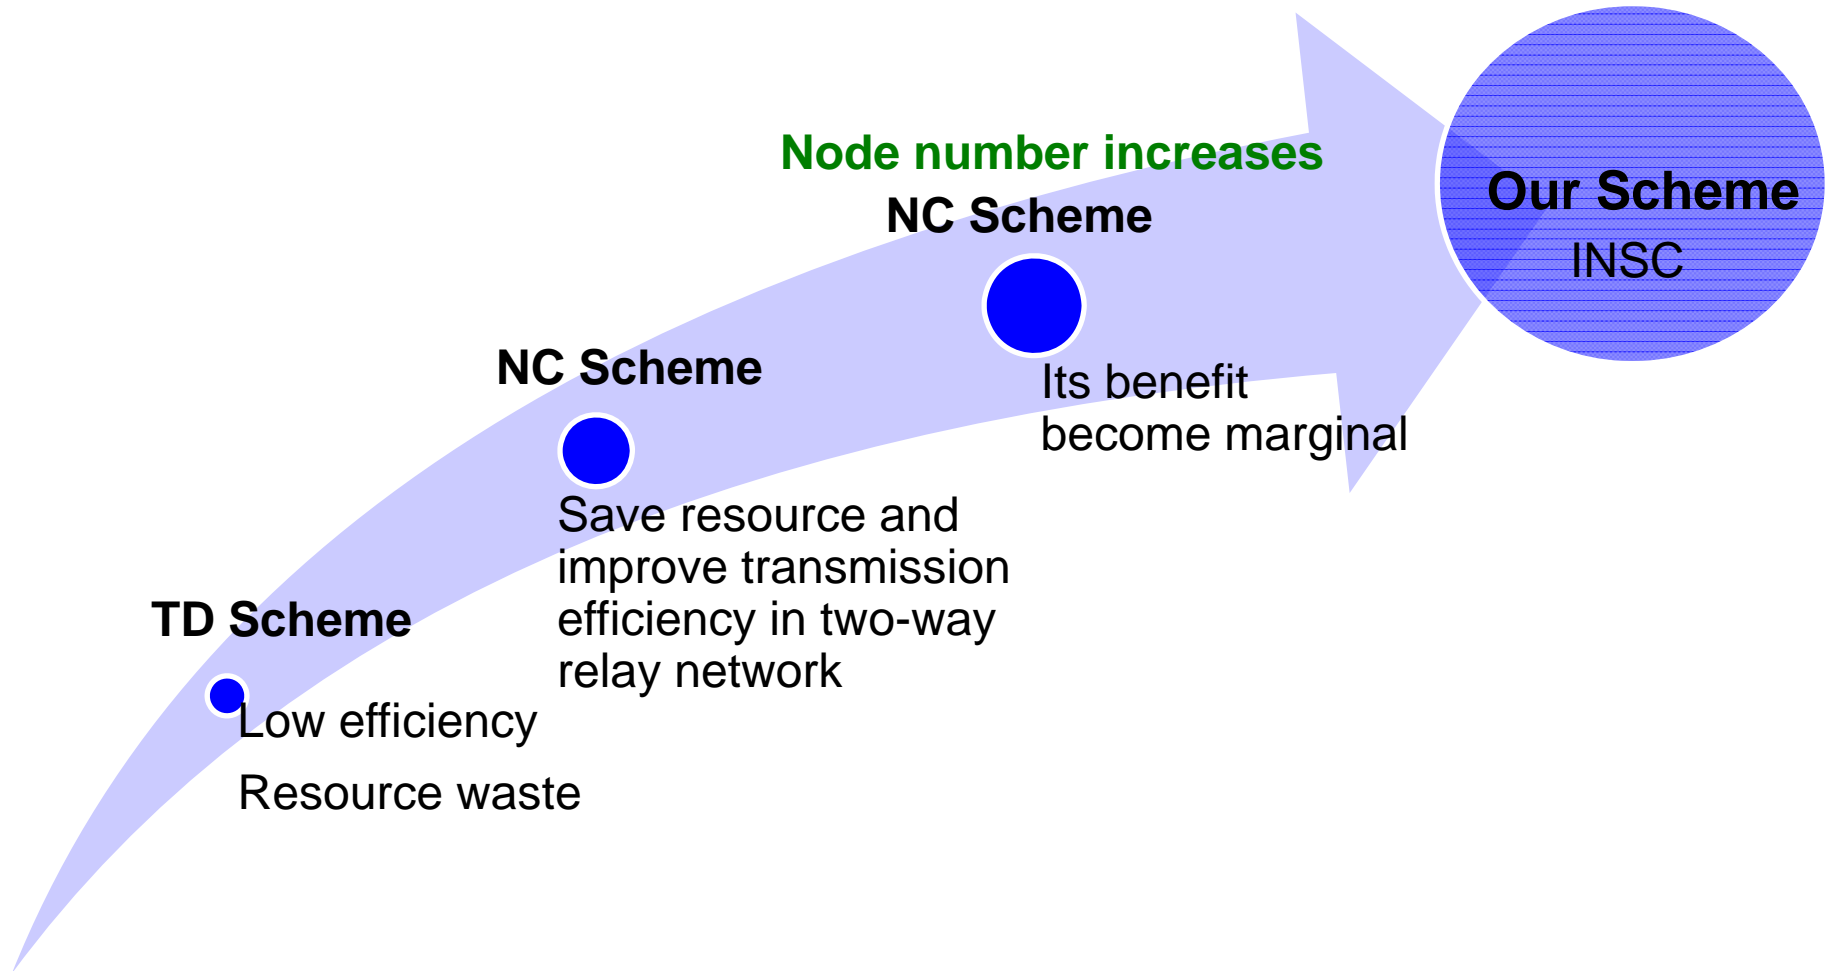 Node number increases
NC Scheme
Our Scheme
INSC
NC Scheme
Its benefit
become marginal
Save resource and
improve transmission
efficiency in two-way
relay network
TD Scheme
Low efficiency
Resource waste